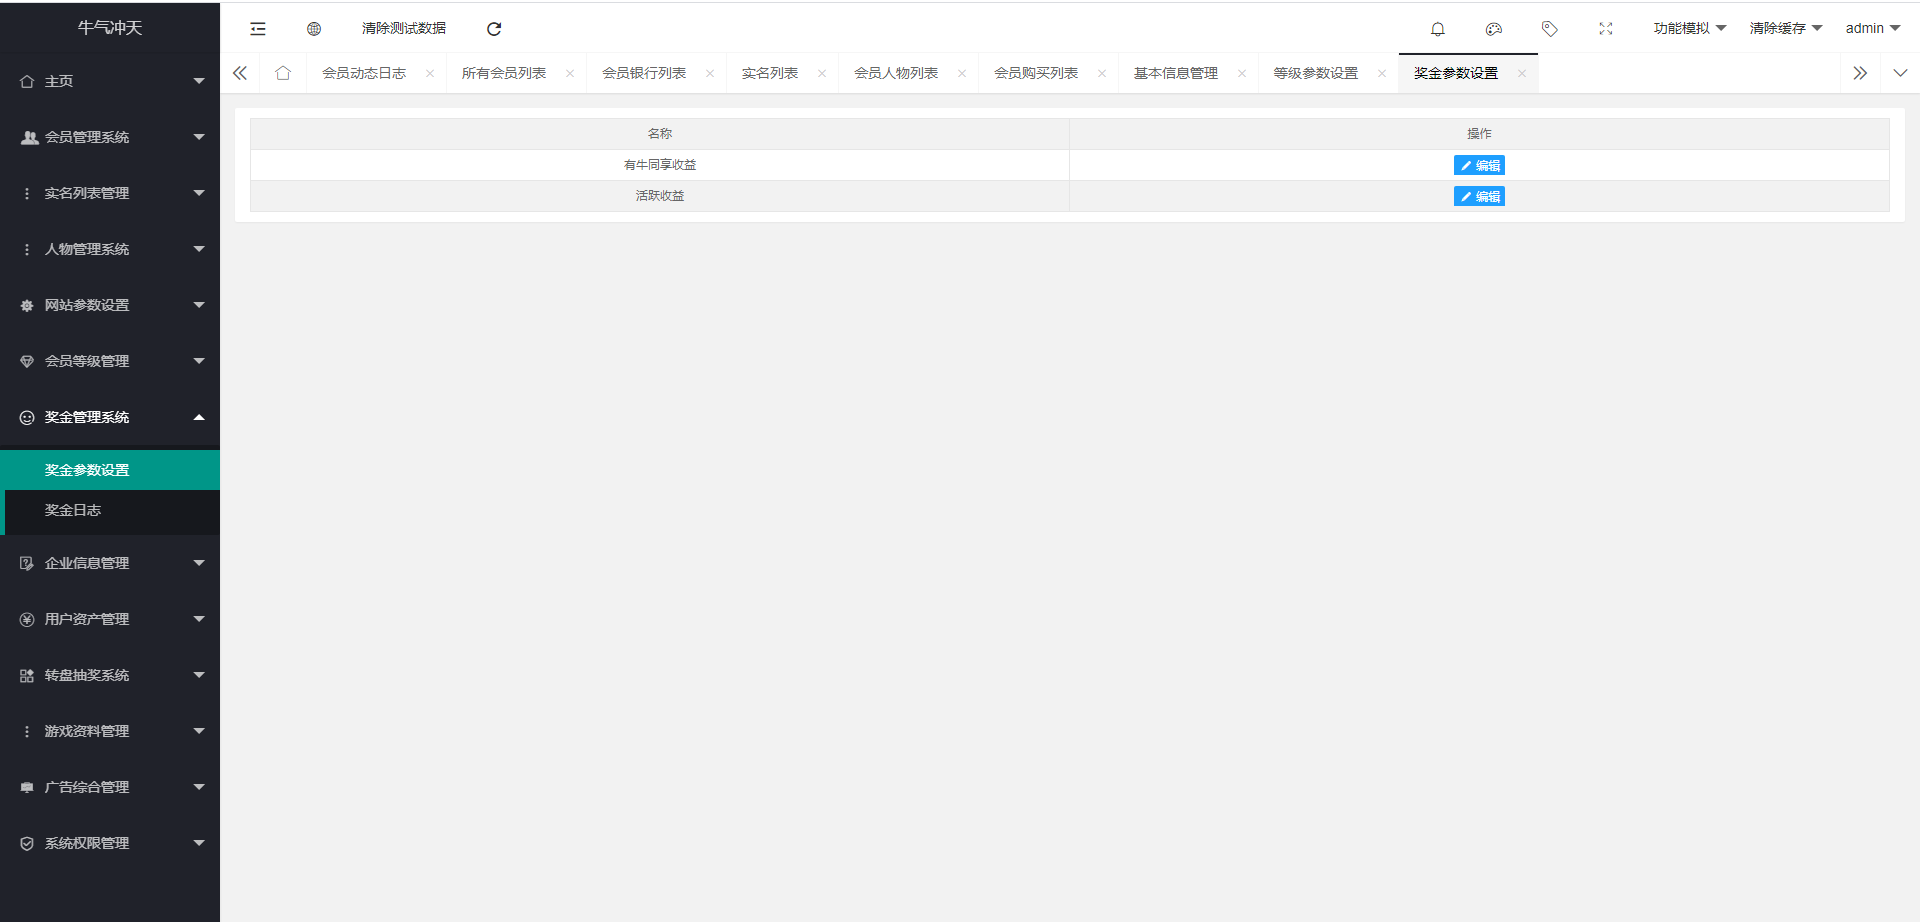 牛气冲天
清除测试数据
功能模拟
清除缓存
admin
会员动态日志
所有会员列表
会员银行列表
实名列表
会员人物列表
会员购买列表
基本信息管理
等级参数设置
奖金参数设置
主页
会员管理系统
实名列表管理
人物管理系统
网站参数设置
会员等级管理
奖金管理系统
奖金参数设置
奖金日志
企业信息管理
用户资产管理
转盘抽奖系统
游戏资料管理
广告综合管理
系统权限管理
名称 操作
有牛同享收益 编辑
活跃收益 编辑